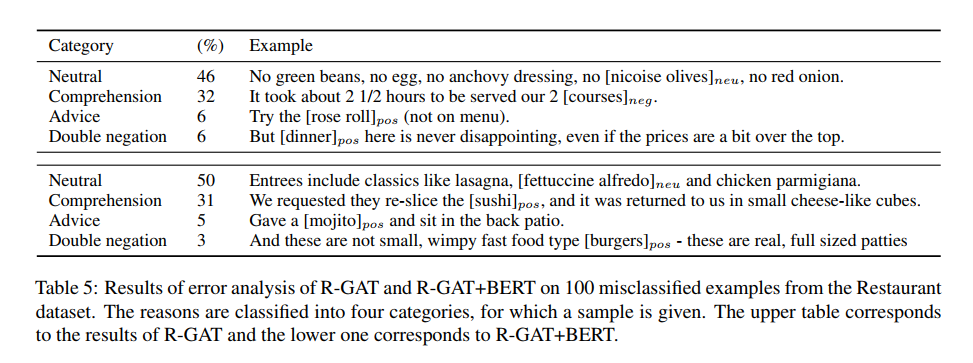 Category (%) Example
Neutral 46 No green beans, no egg, no anchovy dressing, no [nicoise olives]neu, no red onion.
Comprehension 32 It took about 2 1/2 hours to be served our 2 [courses]neg.
Advice 6 Try the [rose roll]pos (not on menu).
Double negation 6 But [dinner]pos here is never disappointing, even if the prices are a bit over the top.
Neutral 50 Entrees include classics like lasagna, [fettuccine alfredo]neu and chicken parmigiana.
Comprehension 31 We requested they re-slice the [sushi]pos, and it was returned to us in small cheese-like cubes.
Advice 5 Gave a [mojito]pos and sit in the back patio.
Double negation 3 And these are not small, wimpy fast food type [burgers]pos - these are real, full sized patties
Table 5: Results of error analysis of R-GAT and R-GAT+BERT on 100 misclassified examples from the Restaurant
dataset. The reasons are classified into four categories, for which a sample is given. The upper table corresponds
to the results of R-GAT and the lower one corresponds to R-GAT+BERT.